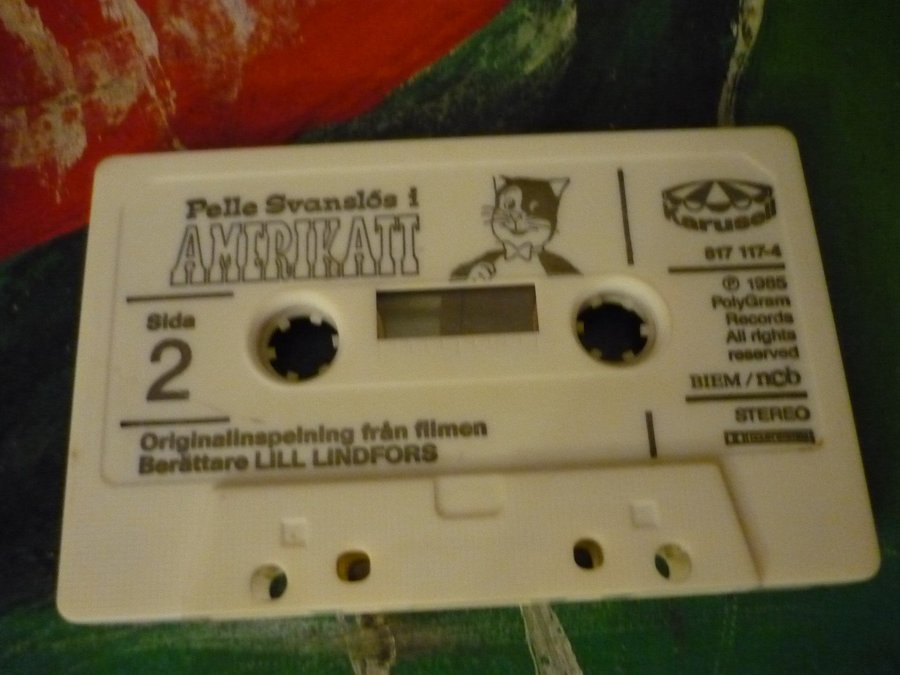 Pelle Svanslös i
AMERIKATT
Karusell
817 117-4
Ⓟ 1985
PolyGram
Records
All rights
reserved
BIEM / ncb
STEREO
Sida
2
Originalinspelning från filmen
Berättare LILL LINDFORS